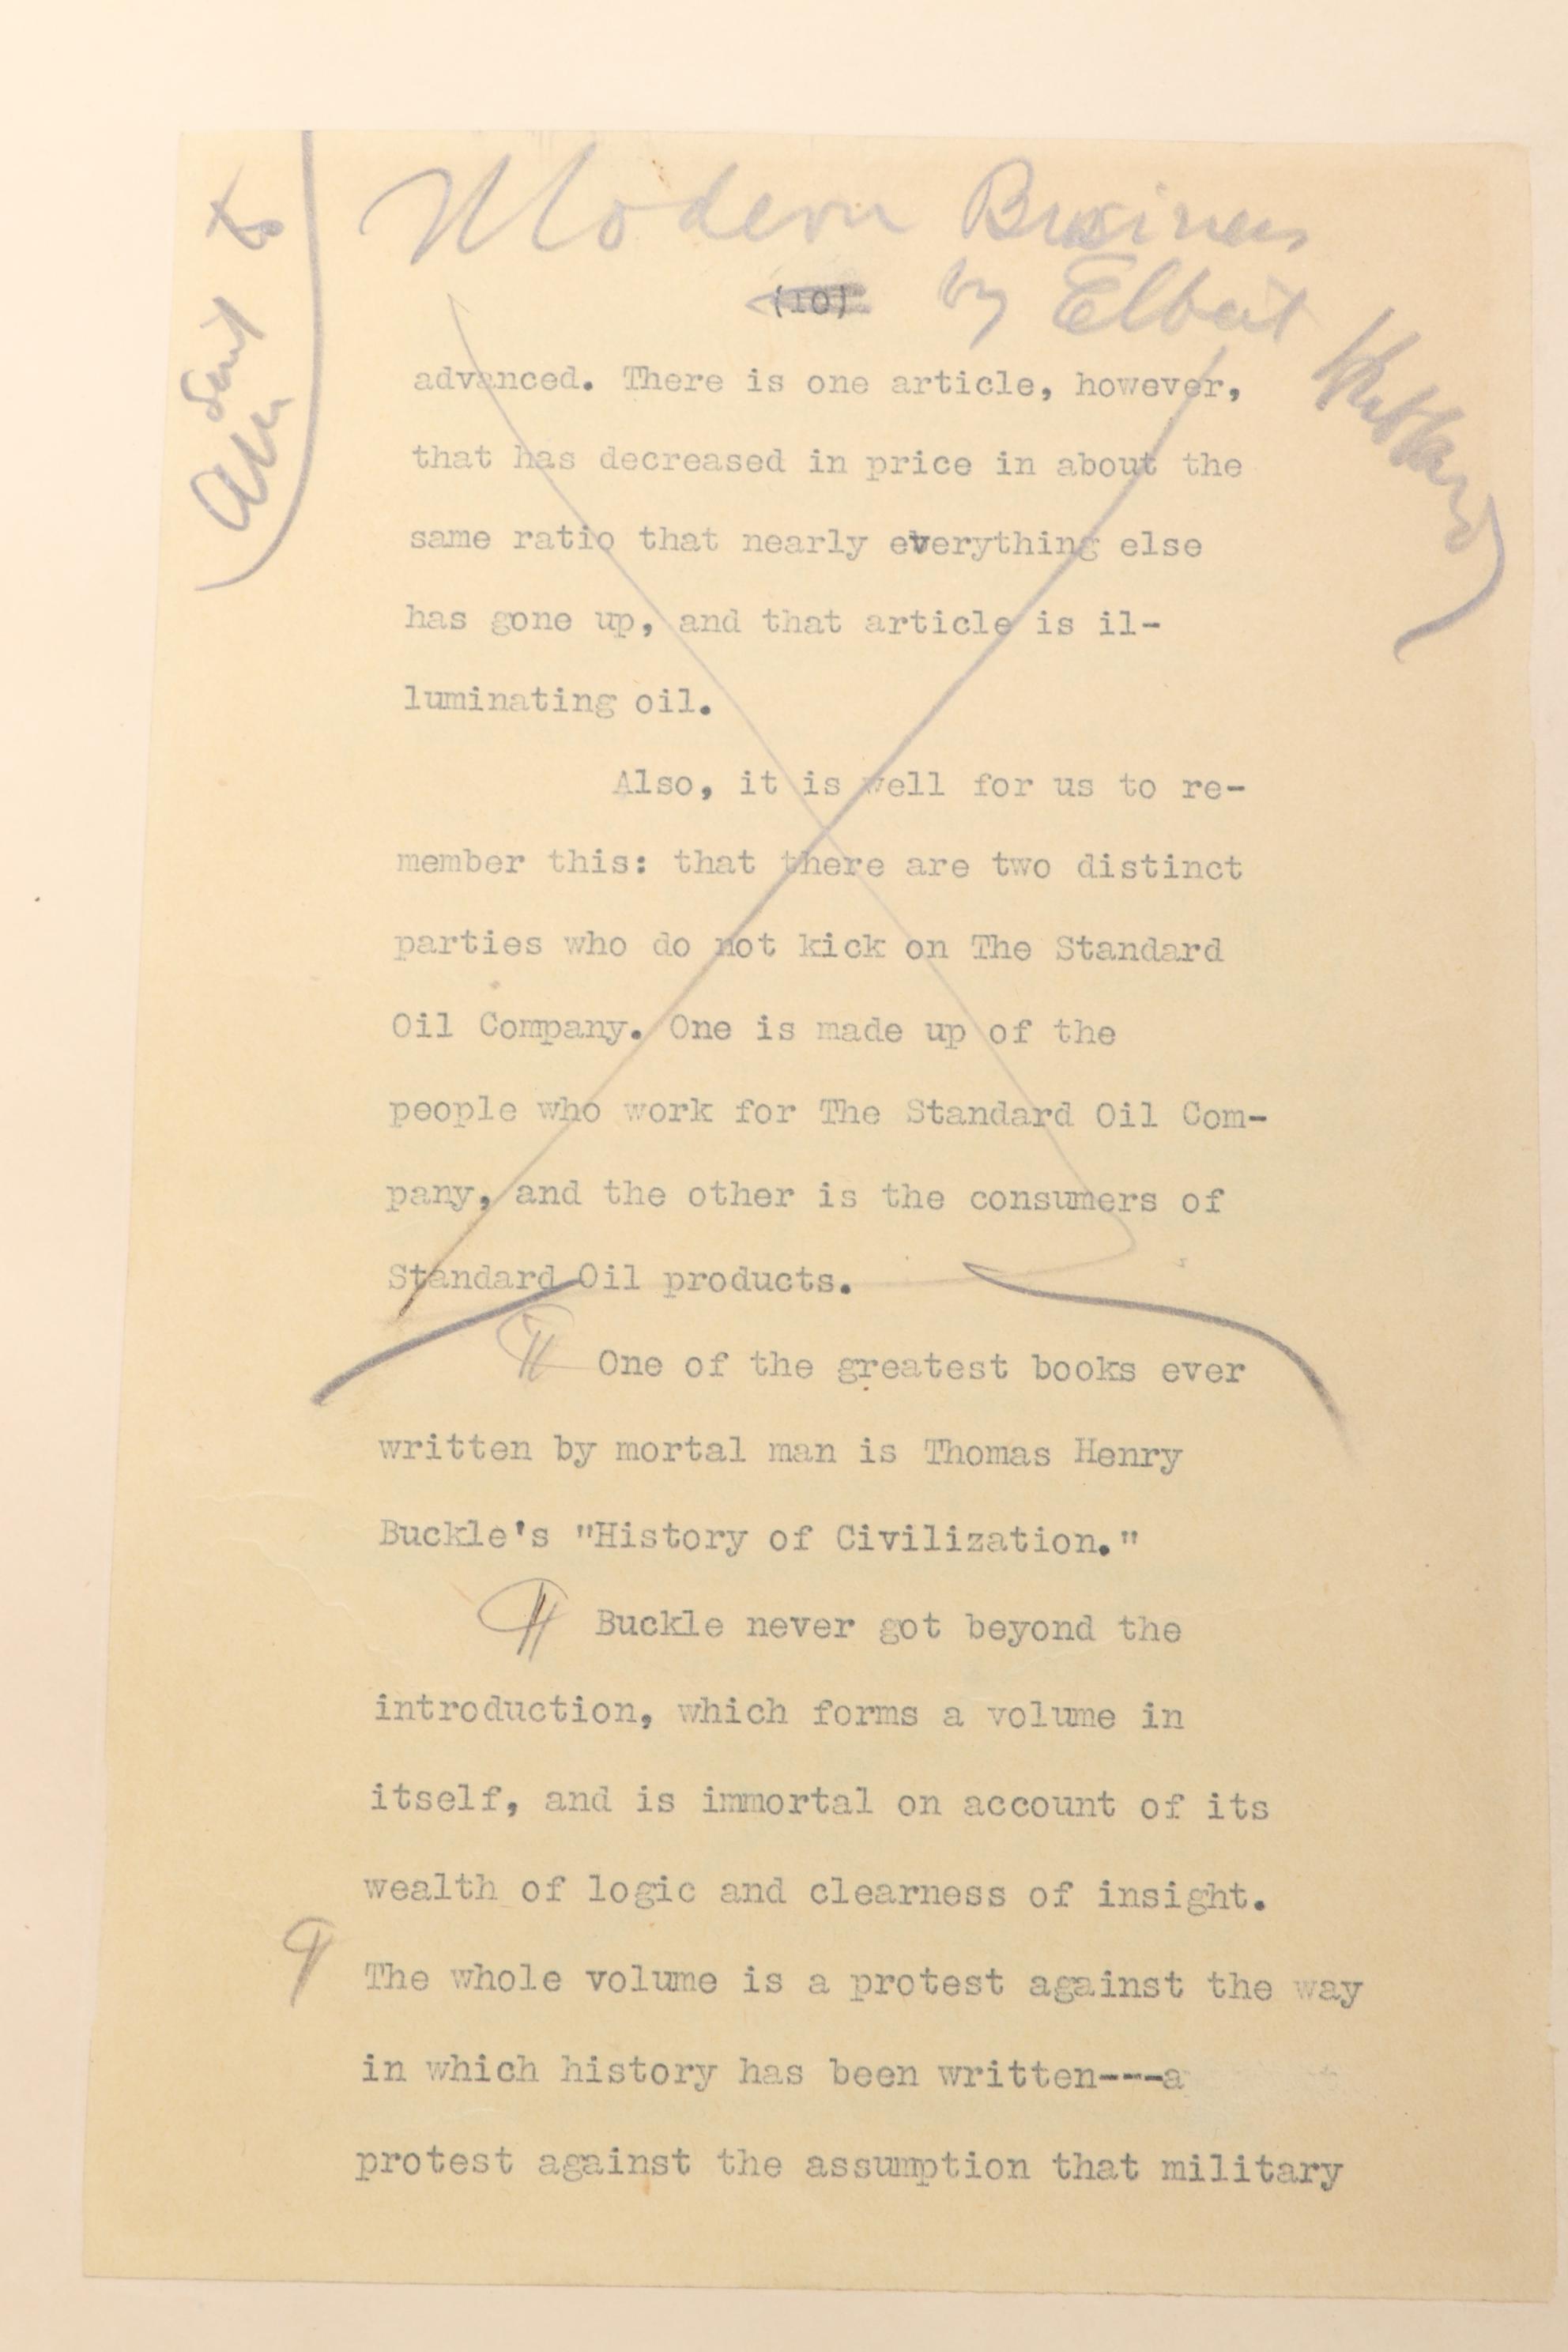 Sent to
Modern Business
by Elbert Hubbard
(10)
advanced. There is one article, however,
that has decreased in price in about the
same ratio that nearly everything else
has gone up, and that article is il-
luminating oil.
Also, it is well for us to re-
member this: that there are two distinct
parties who do not kick on The Standard
Oil Company. One is made up of the
people who work for The Standard Oil Com-
pany, and the other is the consumers of
Standard Oil products.
¶ One of the greatest books ever
written by mortal man is Thomas Henry
Buckle's "History of Civilization."
¶ Buckle never got beyond the
introduction, which forms a volume in
itself, and is immortal on account of its
wealth of logic and clearness of insight.
¶ The whole volume is a protest against the way
in which history has been written---a
protest against the assumption that military